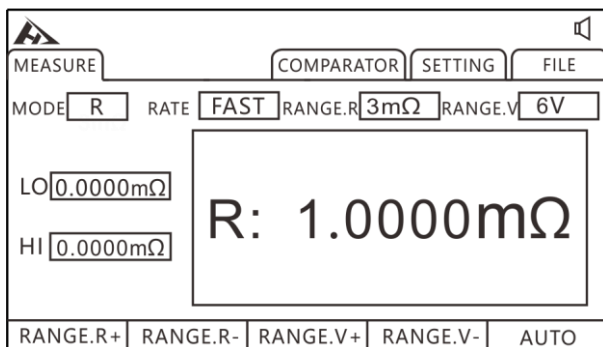 MEASURE COMPARATOR SETTING FILE
MODE R RATE FAST RANGE.R 3mΩ RANGE.V 6V
LO 0.0000mΩ
R: 1.0000mΩ
HI 0.0000mΩ
RANGE.R+ RANGE.R- RANGE.V+ RANGE.V- AUTO